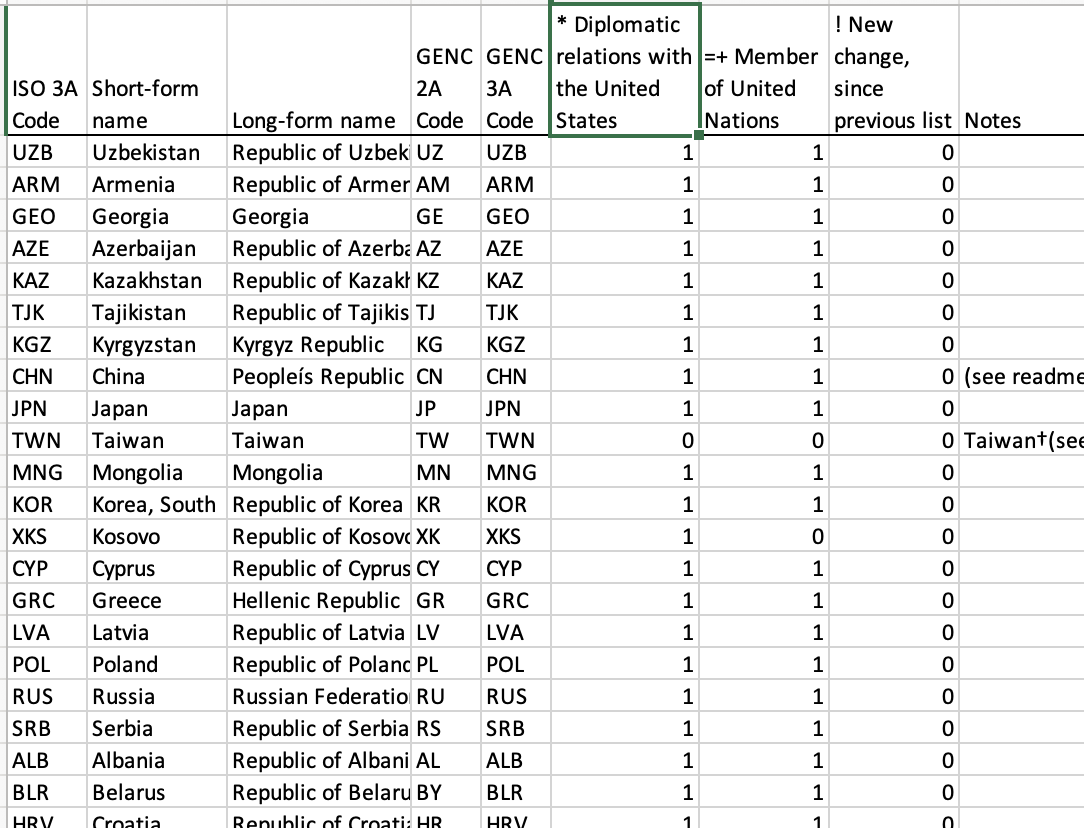 ISO 3A Code Short-form name Long-form name GENC 2A Code GENC 3A Code * Diplomatic relations with the United States =+ Member of United Nations ! New change, since previous list Notes
UZB Uzbekistan Republic of Uzbek UZ UZB 1 1 0
ARM Armenia Republic of Armer AM ARM 1 1 0
GEO Georgia Georgia GE GEO 1 1 0
AZE Azerbaijan Republic of Azerba AZ AZE 1 1 0
KAZ Kazakhstan Republic of Kazakh KZ KAZ 1 1 0
TJK Tajikistan Republic of Tajikis TJ TJK 1 1 0
KGZ Kyrgyzstan Kyrgyz Republic KG KGZ 1 1 0
CHN China Peopleís Republic CN CHN 1 1 0 (see readme
JPN Japan Japan JP JPN 1 1 0
TWN Taiwan Taiwan TW TWN 0 0 0 Taiwan†(see
MNG Mongolia Mongolia MN MNG 1 1 0
KOR Korea, South Republic of Korea KR KOR 1 1 0
XKS Kosovo Republic of Kosovo XK XKS 1 0 0
CYP Cyprus Republic of Cyprus CY CYP 1 1 0
GRC Greece Hellenic Republic GR GRC 1 1 0
LVA Latvia Republic of Latvia LV LVA 1 1 0
POL Poland Republic of Poland PL POL 1 1 0
RUS Russia Russian Federatio RU RUS 1 1 0
SRB Serbia Republic of Serbia RS SRB 1 1 0
ALB Albania Republic of Albani AL ALB 1 1 0
BLR Belarus Republic of Belaru BY BLR 1 1 0
HRV Croatia Republic of Croati HR HRV 1 1 0